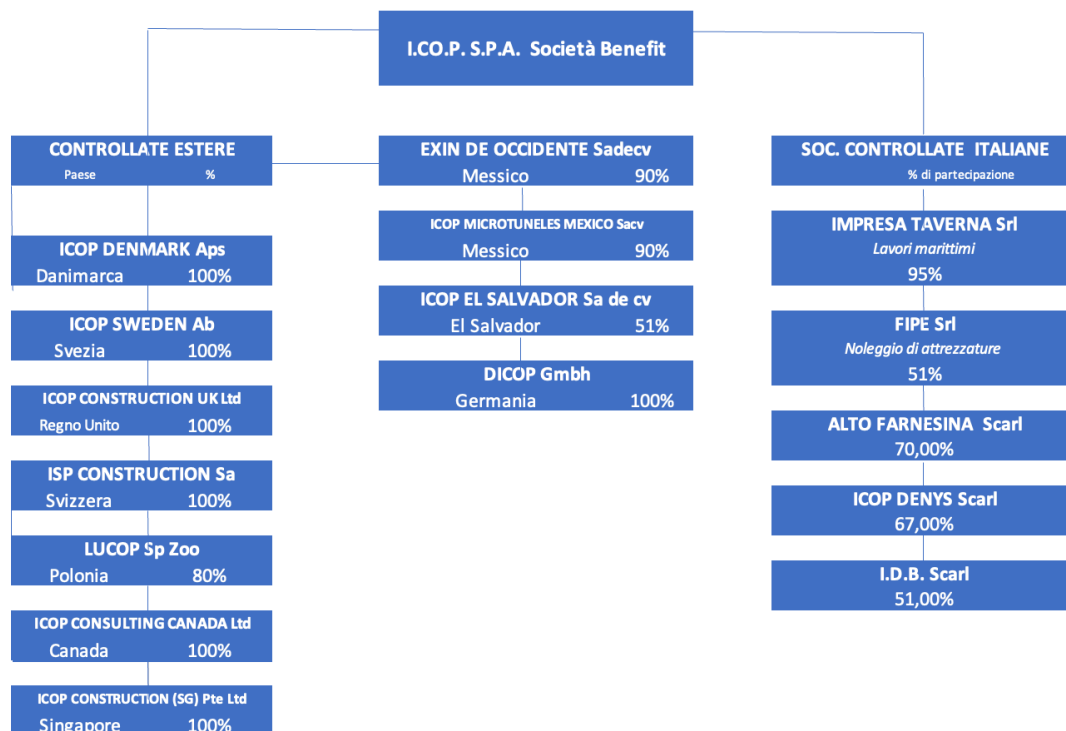 I.CO.P. S.P.A. Società Benefit
CONTROLLATE ESTERE
Paese %
ICOP DENMARK Aps
Danimarca 100%
ICOP SWEDEN Ab
Svezia 100%
ICOP CONSTRUCTION UK Ltd
Regno Unito 100%
ISP CONSTRUCTION Sa
Svizzera 100%
LUCOP Sp Zoo
Polonia 80%
ICOP CONSULTING CANADA Ltd
Canada 100%
ICOP CONSTRUCTION (SG) Pte Ltd
Singapore 100%
EXIN DE OCCIDENTE Sadecv
Messico 90%
ICOP MICROTUNELES MEXICO Sacv
Messico 90%
ICOP EL SALVADOR Sa de cv
El Salvador 51%
DICOP Gmbh
Germania 100%
SOC. CONTROLLATE ITALIANE
% di partecipazione
IMPRESA TAVERNA Srl
Lavori marittimi
95%
FIPE Srl
Noleggio di attrezzature
51%
ALTO FARNESINA Scarl
70,00%
ICOP DENYS Scarl
67,00%
I.D.B. Scarl
51,00%